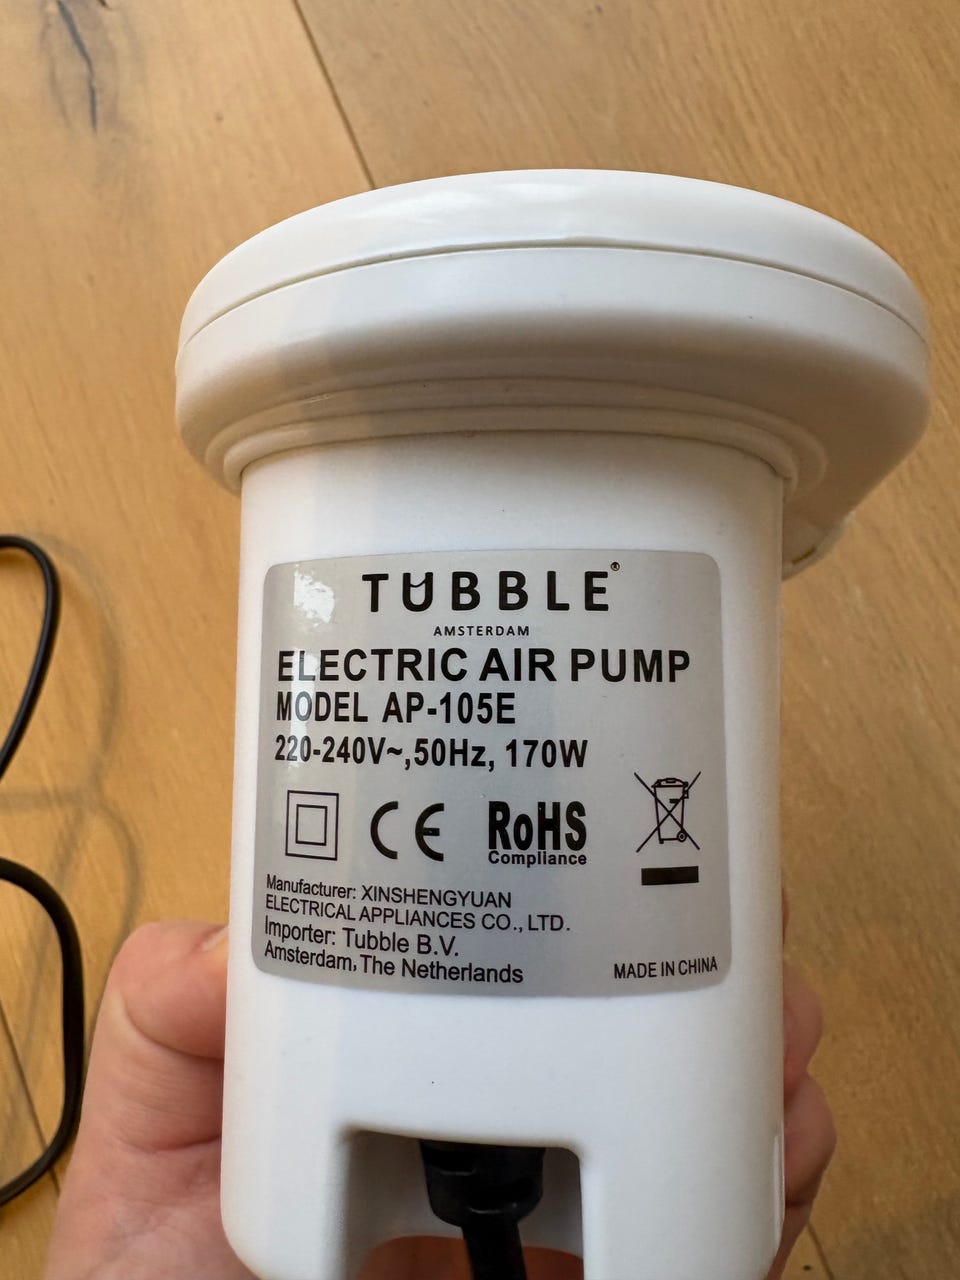 TUBBLE®
AMSTERDAM
ELECTRIC AIR PUMP
MODEL AP-105E
220-240V~,50Hz, 170W
CE
RoHS
Compliance
Manufacturer: XINSHENGYUAN
ELECTRICAL APPLIANCES CO., LTD.
Importer: Tubble B.V.
Amsterdam, The Netherlands
MADE IN CHINA